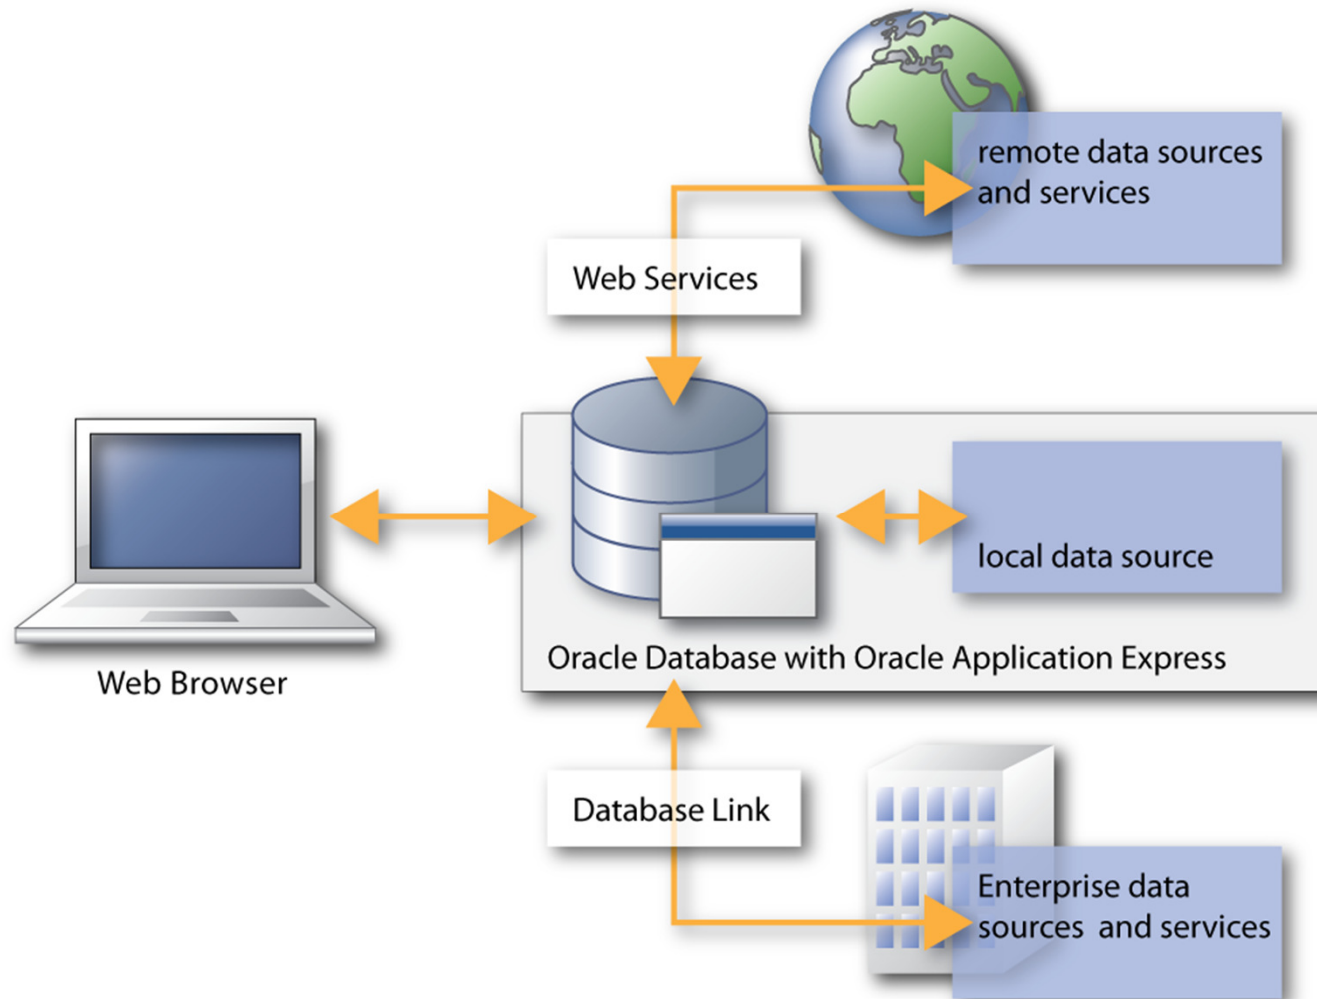 remote data sources
and services
Web Services
local data source
Oracle Database with Oracle Application Express
Web Browser
Database Link
Enterprise data
sources  and services